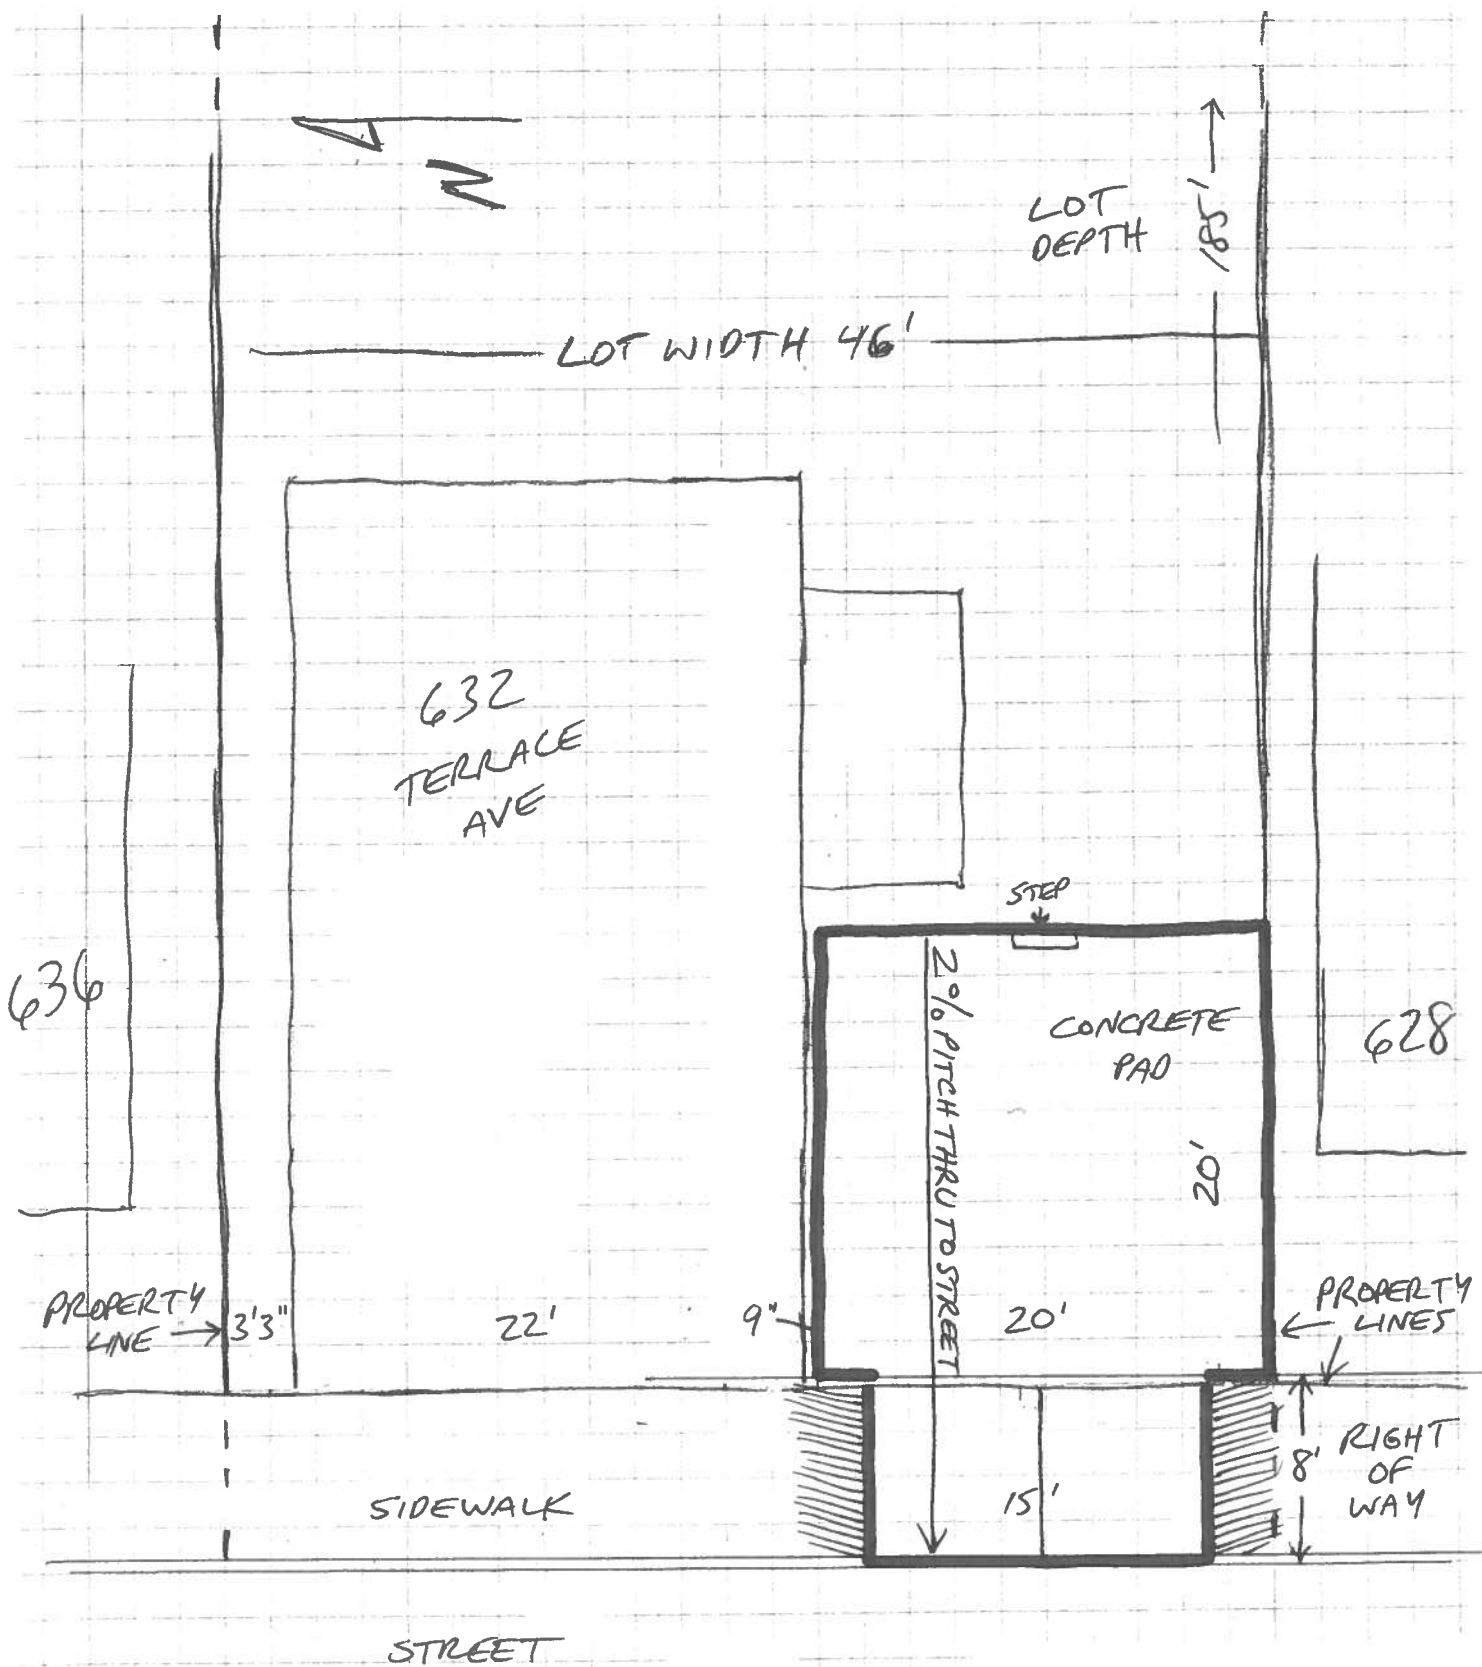 N
LOT
DEPTH
185'
LOT WIDTH 46'
632
TERRACE
AVE
STEP
636
2% PITCH THRU TO STREET
CONCRETE
PAD
628
20'
PROPERTY
LINE
3'3"
22'
9"
20'
PROPERTY
LINES
SIDEWALK
15'
8'
RIGHT
OF
WAY
STREET